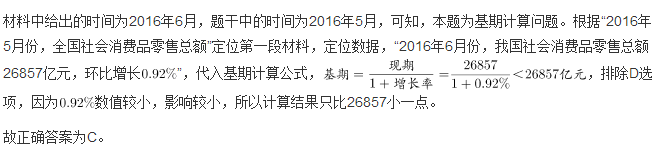 材料中给出的时间为2016年6月，题干中的时间为2016年5月，可知，本题为基期计算问题。根据“2016年
5月份，全国社会消费品零售总额”定位第一段材料，定位数据，“2016年6月份，我国社会消费品零售总额
26857亿元，环比增长0.92%”，代入基期计算公式，基期=现期/(1+增长率)=26857/(1+0.92%)<26857亿元，排除D选
项，因为0.92%数值较小，影响较小，所以计算结果只比26857小一点。
故正确答案为C。